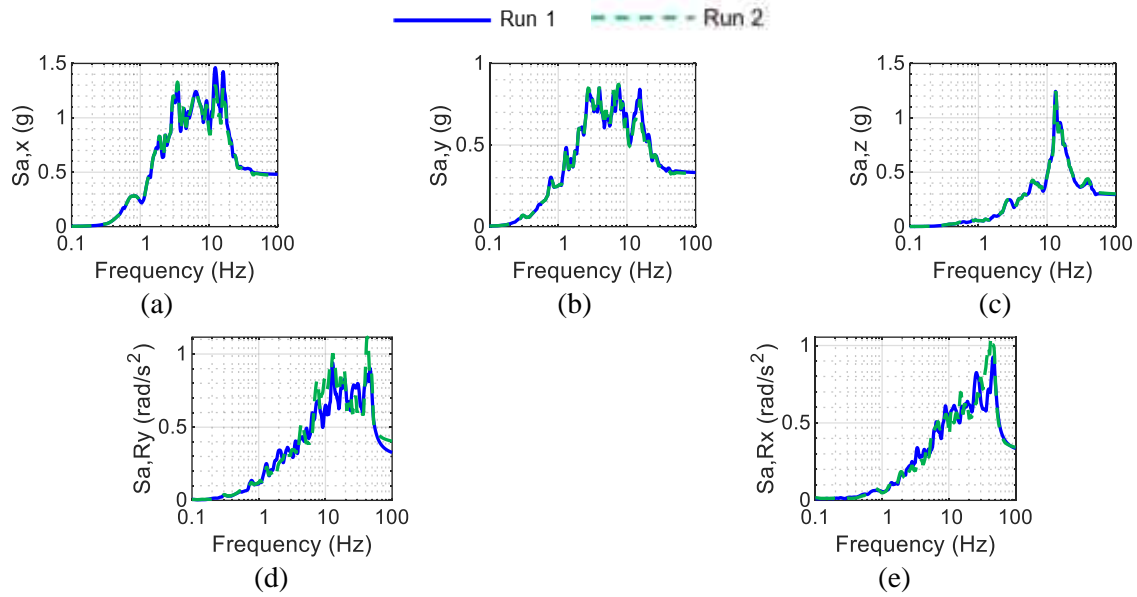 Run 1 Run 2
1.5 1 0.5 0
Sa,x (g)
0.1 1 10 100
Frequency (Hz)
(a)
1 0.5 0
Sa,y (g)
0.1 1 10 100
Frequency (Hz)
(b)
1.5 1 0.5 0
Sa,z (g)
0.1 1 10 100
Frequency (Hz)
(c)
1 0.5 0
Sa,Ry (rad/s²)
0.1 1 10 100
Frequency (Hz)
(d)
1 0.5 0
Sa,Rx (rad/s²)
0.1 1 10 100
Frequency (Hz)
(e)